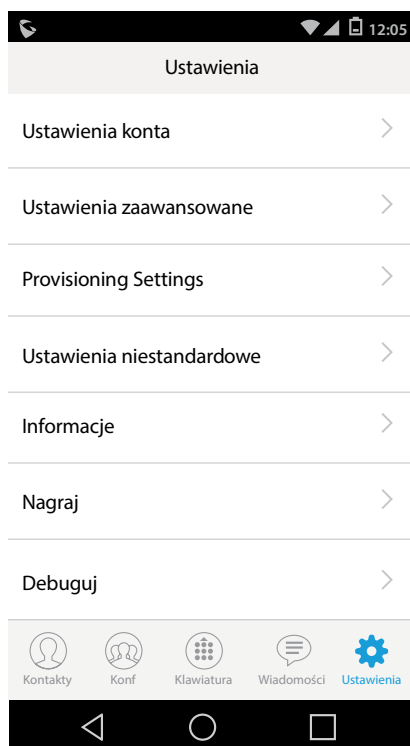 12:05
Ustawienia
Ustawienia konta
Ustawienia zaawansowane
Provisioning Settings
Ustawienia niestandardowe
Informacje
Nagraj
Debuguj
Kontakty Konf Klawiatura Wiadomości Ustawienia